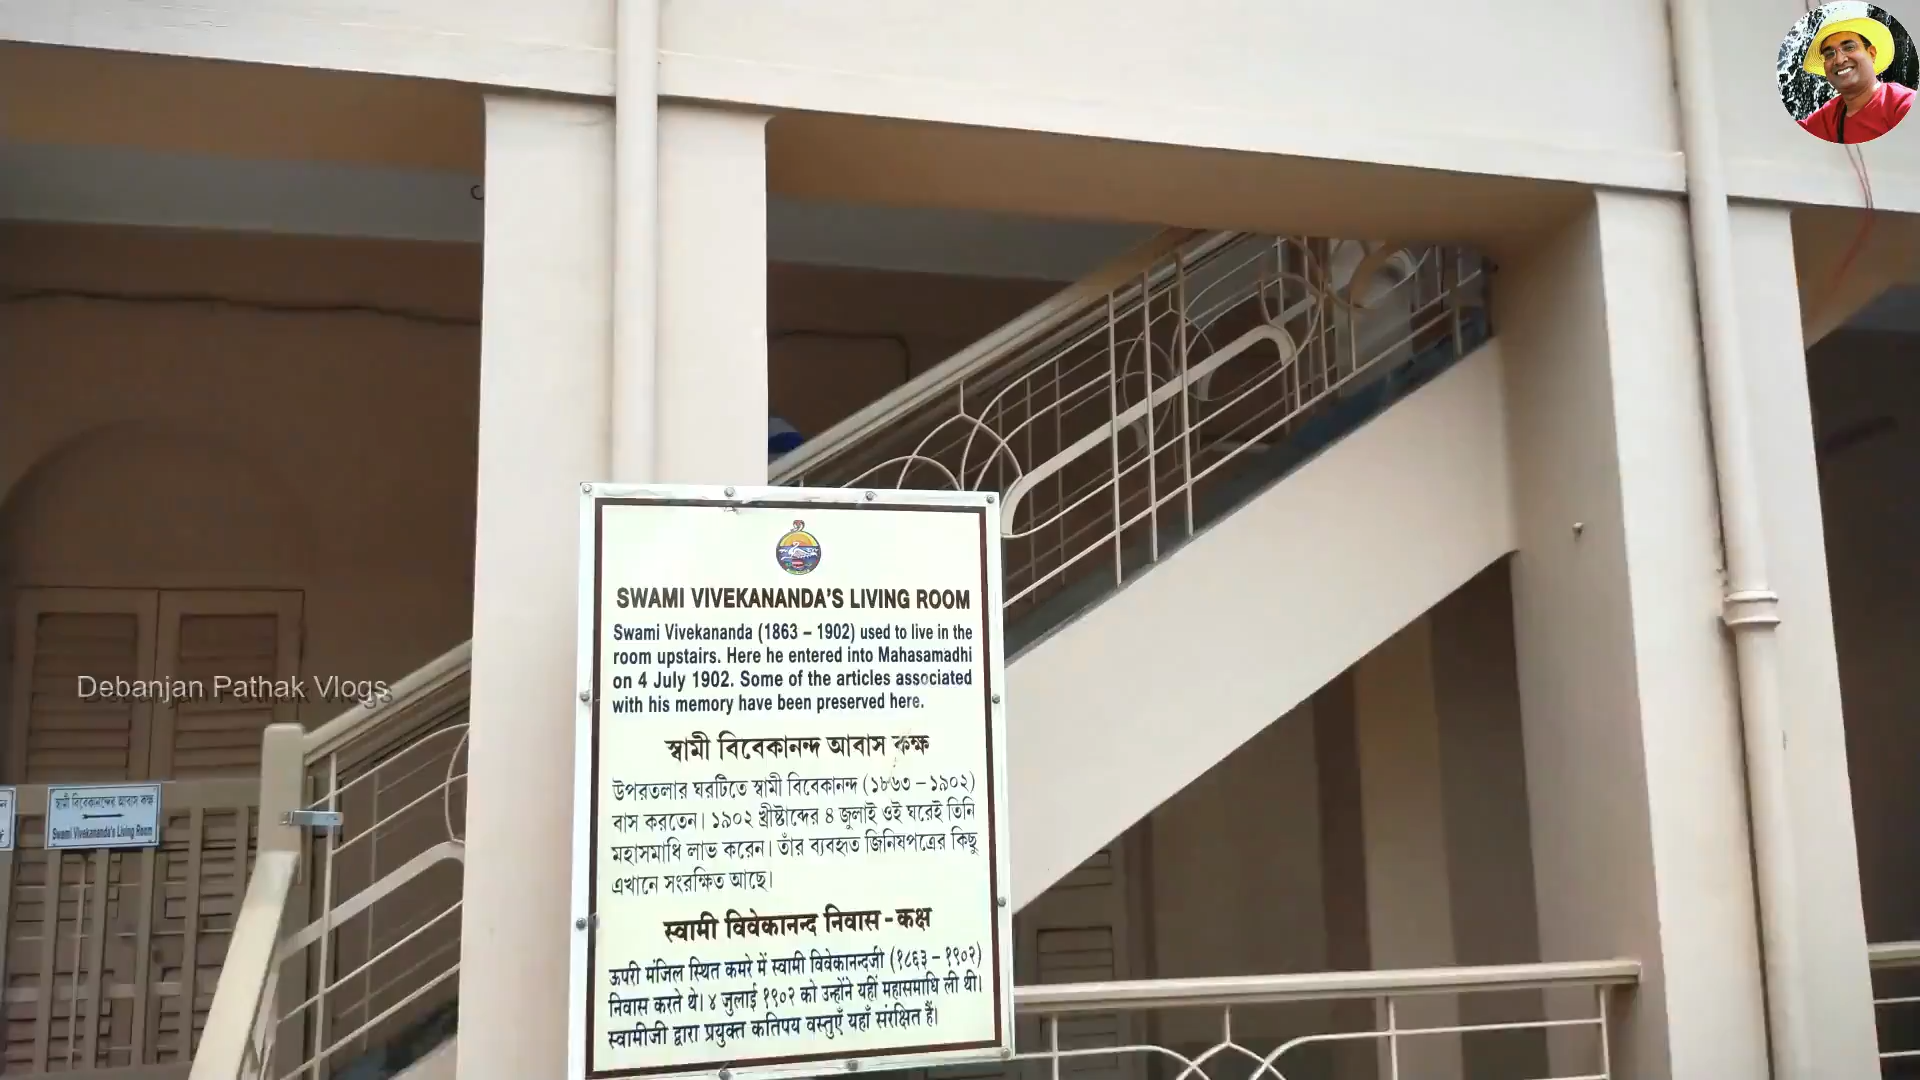 SWAMI VIVEKANANDA'S LIVING ROOM
Swami Vivekananda (1863 – 1902) used to live in the
room upstairs. Here he entered into Mahasamadhi
on 4 July 1902. Some of the articles associated
with his memory have been preserved here.
স্বামী বিবেকানন্দ আবাস কক্ষ
উপরতলার ঘরটিতে স্বামী বিবেকানন্দ (১৮৬৩ – ১৯০২)
বাস করতেন। ১৯০২ খ্রীষ্টাব্দের ৪ জুলাই ওই ঘরেই তিনি
মহাসমাধি লাভ করেন। তাঁর ব্যবহৃত জিনিষপত্রের কিছু
এখানে সংরক্ষিত আছে।
स्वामी विवेकानन्द निवास - कक्ष
ऊपरी मंजिल स्थित कमरे में स्वामी विवेकानन्दजी (१८६३ – १९०२)
निवास करते थे। ४ जुलाई १९०२ को उन्होंने यहीं महासमाधि ली थी।
स्वामीजी द्वारा प्रयुक्त कतिपय वस्तुएँ यहाँ संरक्षित हैं।
Debanjan Pathak Vlogs
স্বামী বিবেকানন্দের আবাস কক্ষ
Swami Vivekananda's Living Room